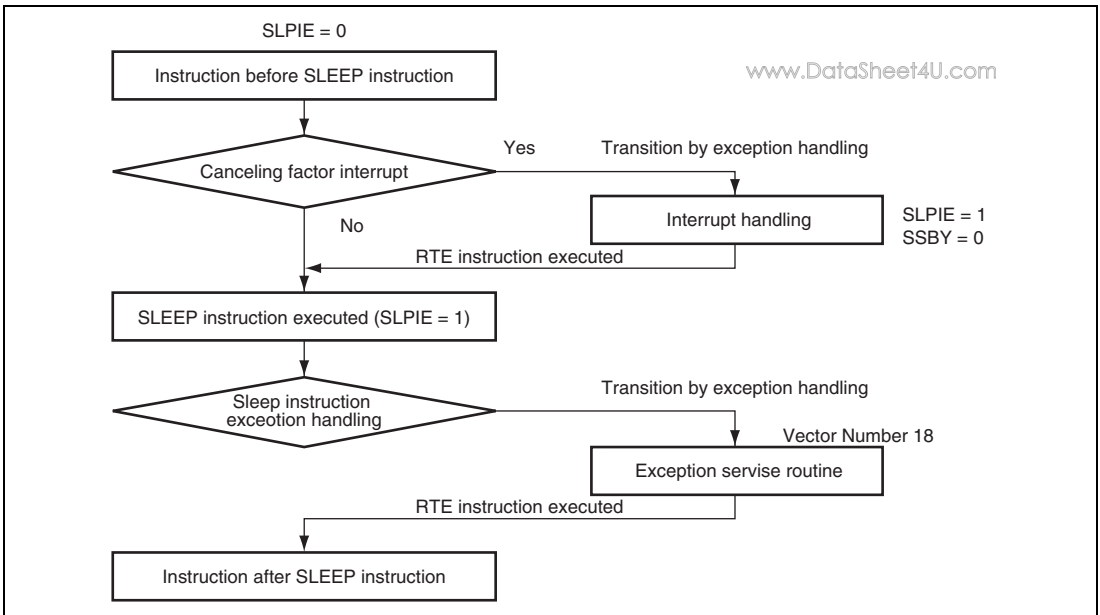 SLPIE = 0
Instruction before SLEEP instruction
www.DataSheet4U.com
Canceling factor interrupt
Yes
Transition by exception handling
No
Interrupt handling
SLPIE = 1
SSBY = 0
RTE instruction executed
SLEEP instruction executed (SLPIE = 1)
Sleep instruction
exceotion handling
Transition by exception handling
Vector Number 18
Exception servise routine
RTE instruction executed
Instruction after SLEEP instruction